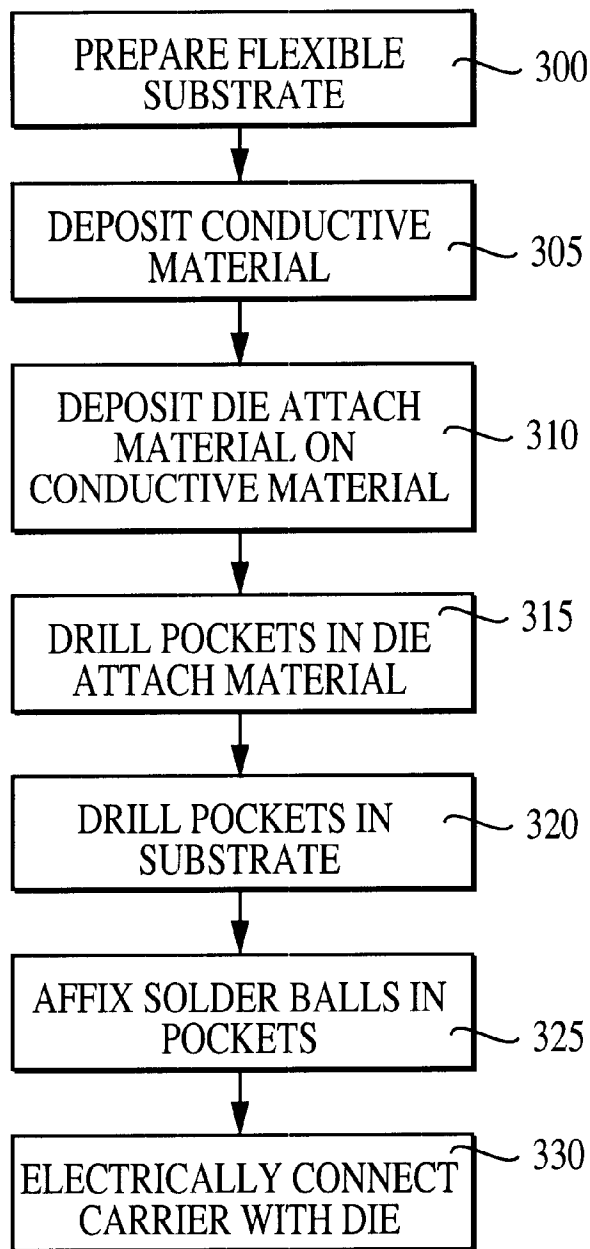 PREPARE FLEXIBLE
SUBSTRATE
300
DEPOSIT CONDUCTIVE
MATERIAL
305
DEPOSIT DIE ATTACH
MATERIAL ON
CONDUCTIVE MATERIAL
310
DRILL POCKETS IN DIE
ATTACH MATERIAL
315
DRILL POCKETS IN
SUBSTRATE
320
AFFIX SOLDER BALLS IN
POCKETS
325
ELECTRICALLY CONNECT
CARRIER WITH DIE
330